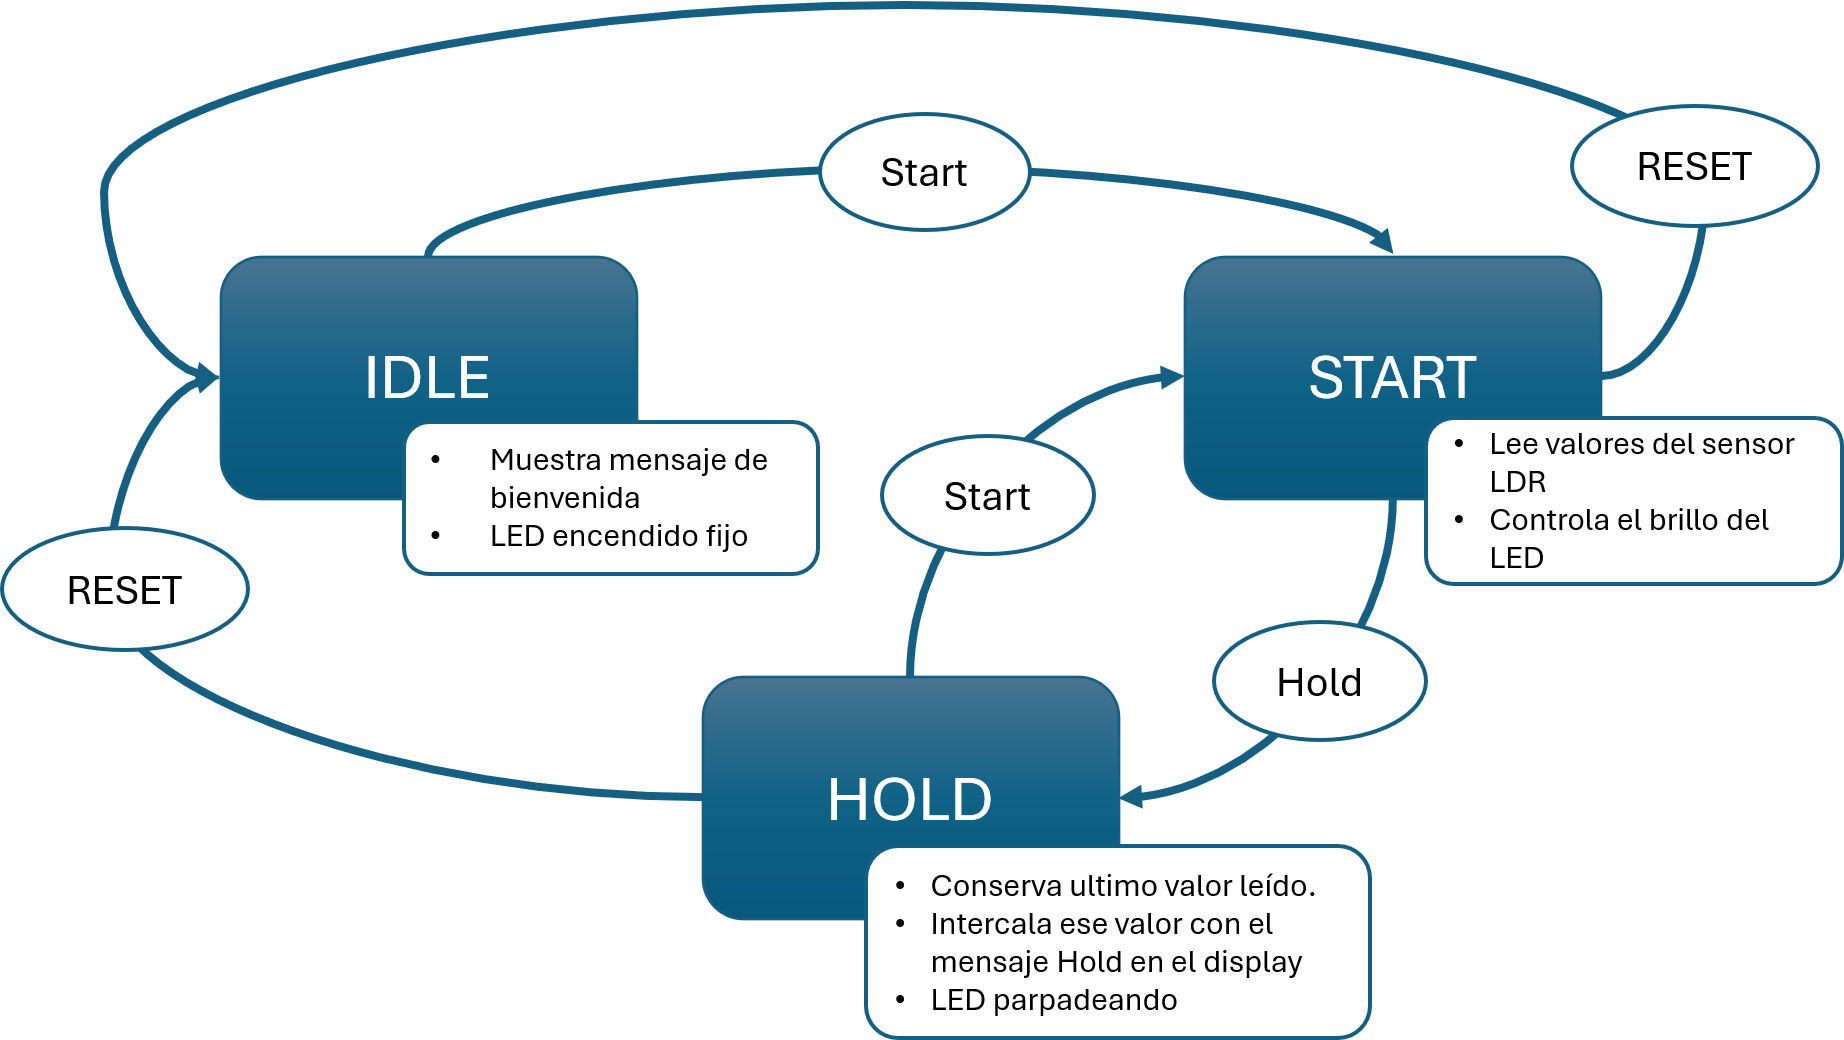 Start
RESET
IDLE
• Muestra mensaje de
bienvenida
• LED encendido fijo
START
• Lee valores del sensor
LDR
• Controla el brillo del
LED
Start
RESET
Hold
HOLD
• Conserva ultimo valor leído.
• Intercala ese valor con el
mensaje Hold en el display
• LED parpadeando